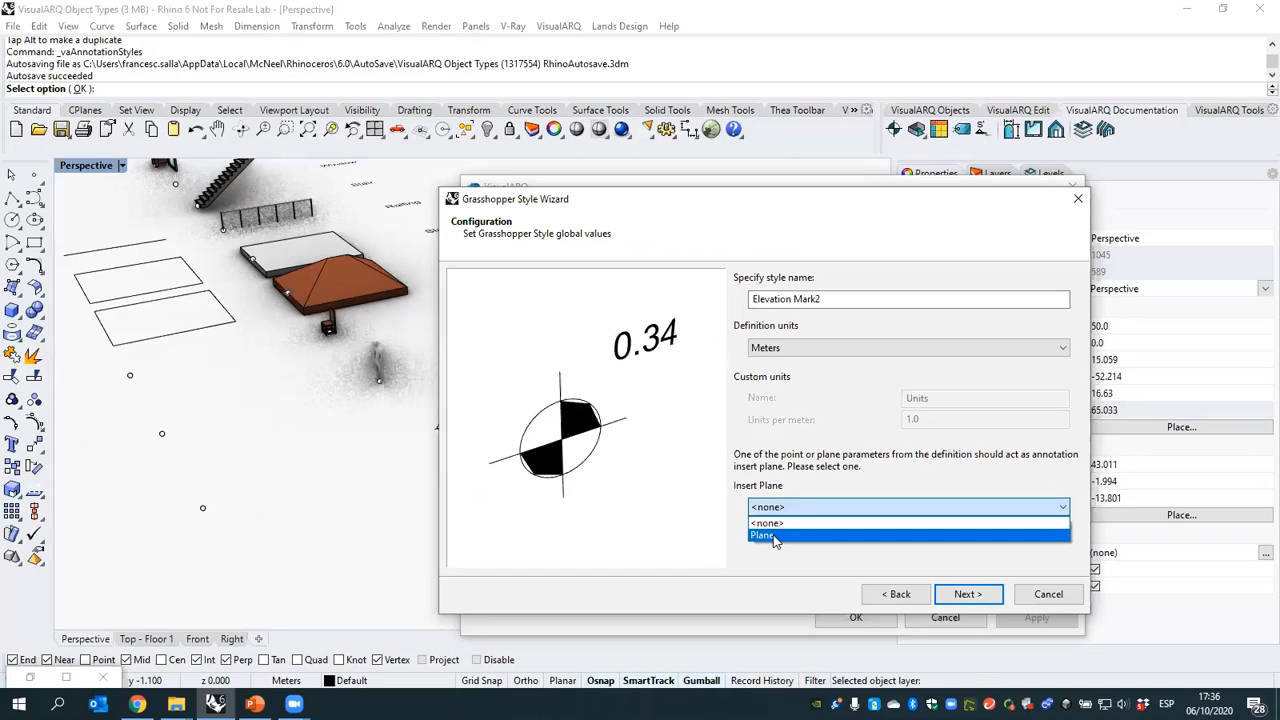 VisualARQ Object Types (3 MB) - Rhino 6 Not For Resale Lab - [Perspective]
File Edit View Curve Surface Solid Mesh Dimension Transform Tools Analyze Render Panels V-Ray VisualARQ Lands Design Help
Tap Alt to make a duplicate
Command: _vaAnnotationStyles
Autosaving file as C:\Users\francesc.salla\AppData\Local\McNeel\Rhinoceros\6.0\AutoSave\VisualARQ Object Types (1317554) RhinoAutosave.3dm
Autosave succeeded
Select option ( OK ):
Standard CPlanes Set View Display Select Viewport Layout Visibility Drafting Transform Curve Tools Surface Tools Solid Tools Mesh Tools Thea Toolbar V »
VisualARQ Objects VisualARQ Edit VisualARQ Documentation VisualARQ Tools
Perspective
Window
Stair
Railing
Properties Layers Levels
Grasshopper Style Wizard
Configuration
Set Grasshopper Style global values
0.34
Specify style name:
Elevation Mark2
Definition units
Meters
Custom units
Name: Units
Units per meter: 1.0
One of the point or plane parameters from the definition should act as annotation
insert plane. Please select one.
Insert Plane
<none>
<none>
Plane
< Back Next > Cancel
OK Cancel Apply
Perspective
1045
589
Perspective
50.0
0.0
15.059
-52.214
16.63
65.033
Place...
43.011
-1.994
-13.801
Place...
(none) ...
Perspective Top - Floor 1 Front Right
End Near Point Mid Cen Int Perp Tan Quad Knot Vertex Project Disable
y -1.100 z 0.000 Meters Default Grid Snap Ortho Planar Osnap SmartTrack Gumball Record History Filter Selected object layer:
ESP
17:36
06/10/2020
28